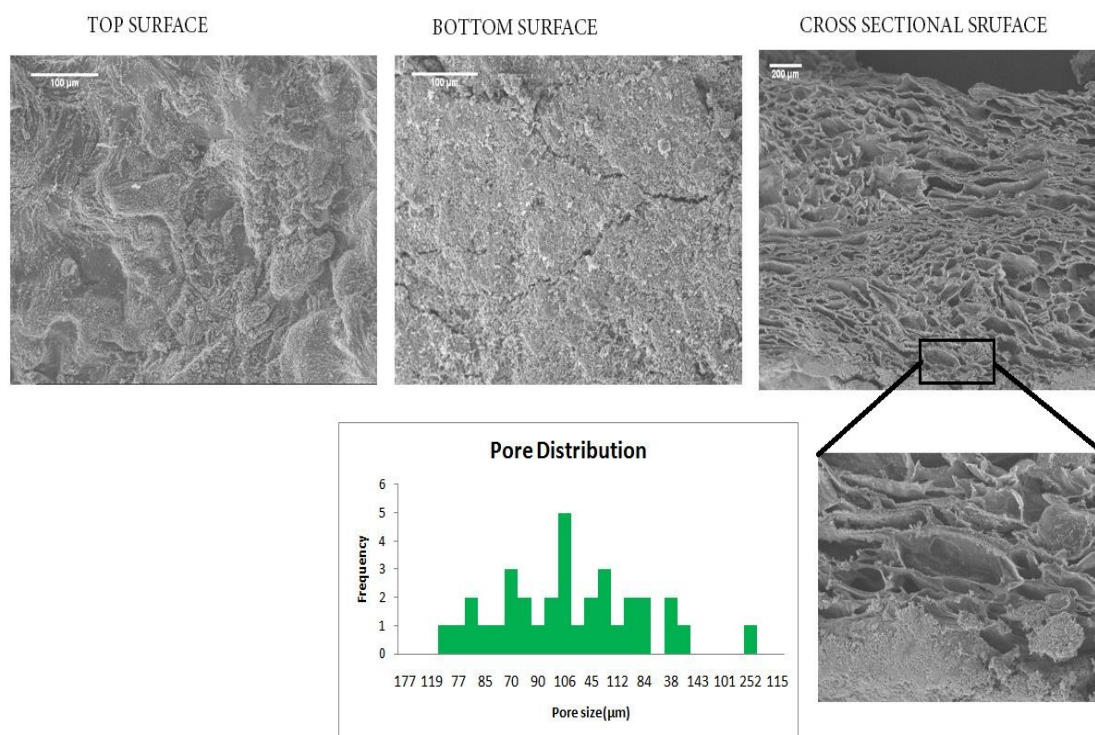 TOP SURFACE
BOTTOM SURFACE
CROSS SECTIONAL SRUFACE
100 µm
100 µm
200 µm
Pore Distribution
6
5
4
3
2
1
0
Frequency
177 119 77 85 70 90 106 45 112 84 38 143 101 252 115
Pore size(µm)